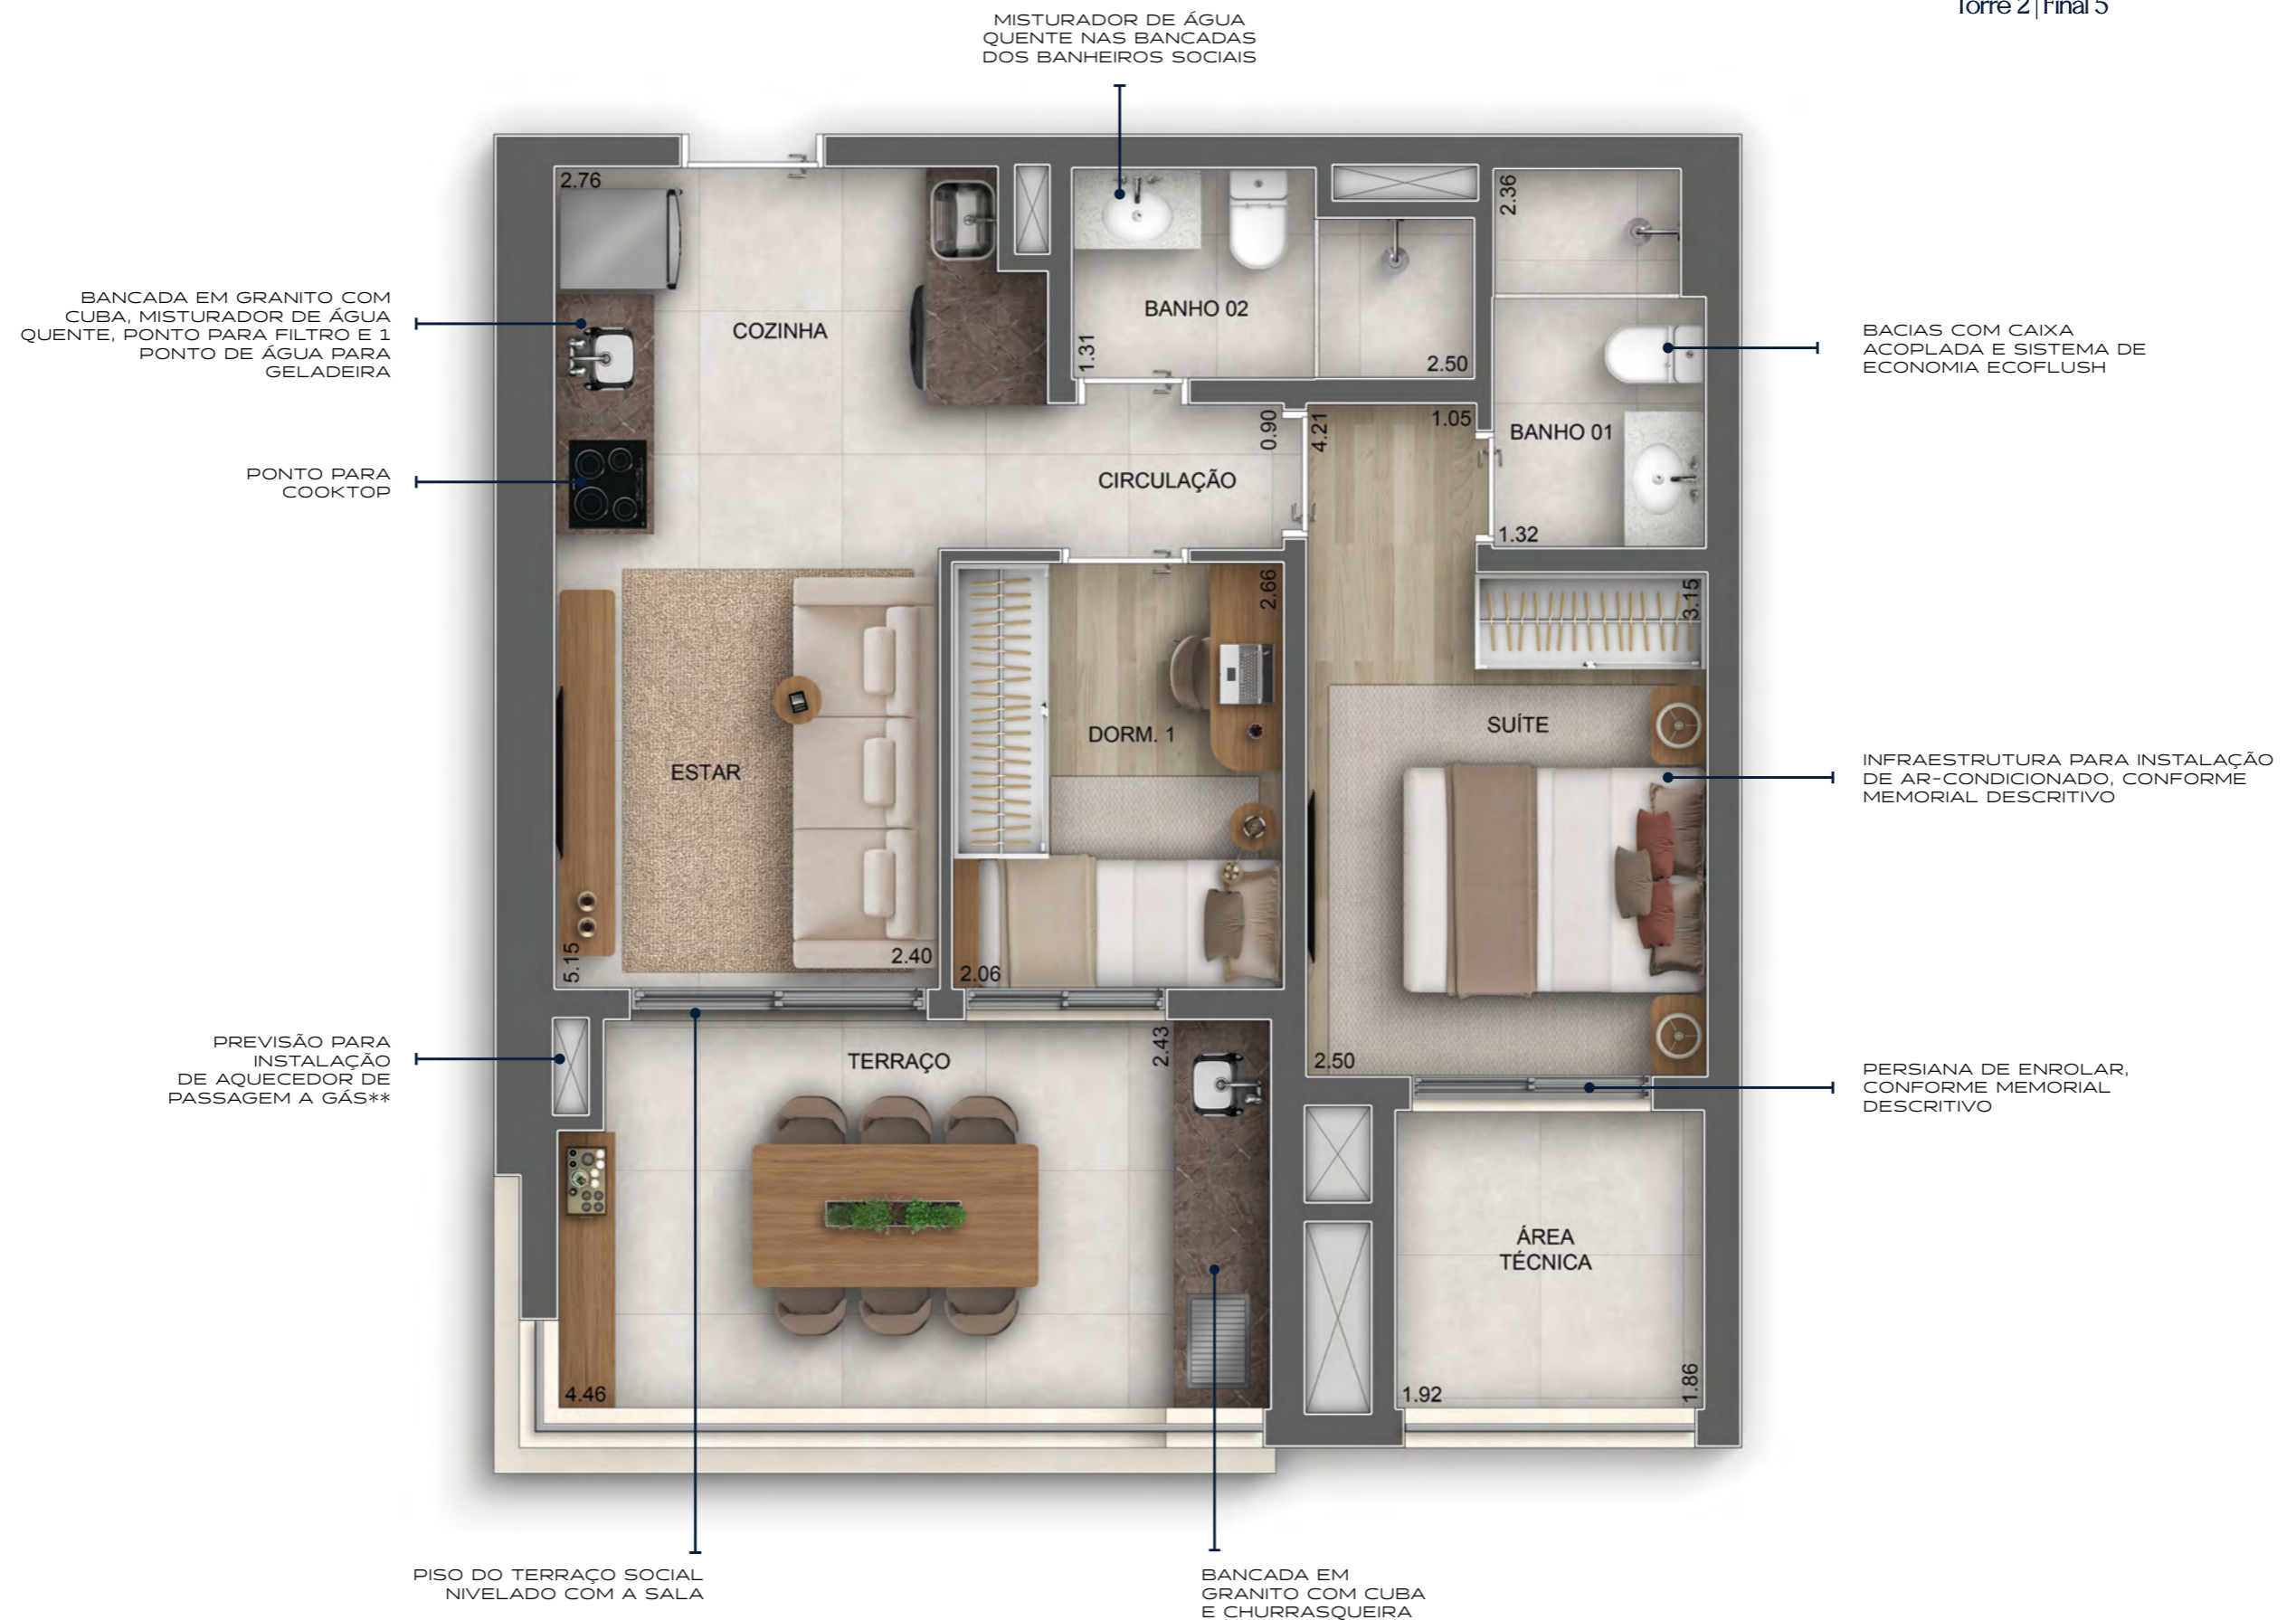 Torre 2 | Final 5
MISTURADOR DE ÁGUA
QUENTE NAS BANCADAS
DOS BANHEIROS SOCIAIS
BANCADA EM GRANITO COM
CUBA, MISTURADOR DE ÁGUA
QUENTE, PONTO PARA FILTRO E 1
PONTO DE ÁGUA PARA
GELADEIRA
PONTO PARA
COOKTOP
PREVISÃO PARA
INSTALAÇÃO
DE AQUECEDOR DE
PASSAGEM A GÁS**
2.76
COZINHA
BANHO 02
1.31
2.50
2.36
BANHO 01
1.32
0.90
4.21
1.05
CIRCULAÇÃO
2.66
3.15
DORM. 1
SUÍTE
ESTAR
5.15
2.40
2.06
2.50
TERRAÇO
2.43
4.46
ÁREA
TÉCNICA
1.92
1.86
BACIAS COM CAIXA
ACOPLADA E SISTEMA DE
ECONOMIA ECOFLUSH
INFRAESTRUTURA PARA INSTALAÇÃO
DE AR-CONDICIONADO, CONFORME
MEMORIAL DESCRITIVO
PERSIANA DE ENROLAR,
CONFORME MEMORIAL
DESCRITIVO
PISO DO TERRAÇO SOCIAL
NIVELADO COM A SALA
BANCADA EM
GRANITO COM CUBA
E CHURRASQUEIRA